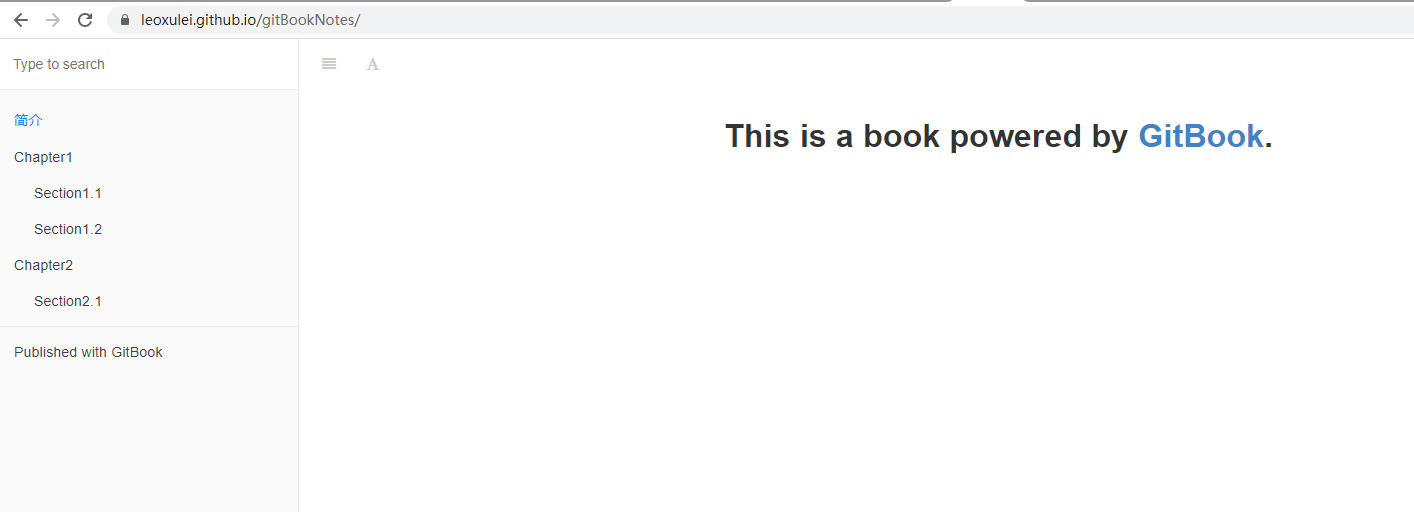 leoxulei.github.io/gitBookNotes/
Type to search
A
简介
Chapter1
Section1.1
Section1.2
Chapter2
Section2.1
Published with GitBook
This is a book powered by GitBook.